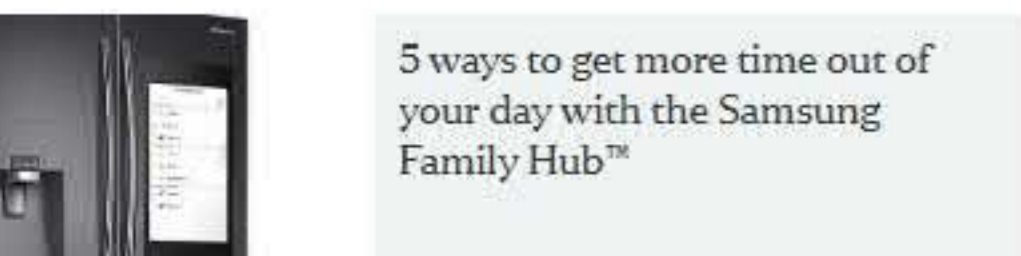 5 ways to get more time out of
your day with the Samsung
Family Hub™